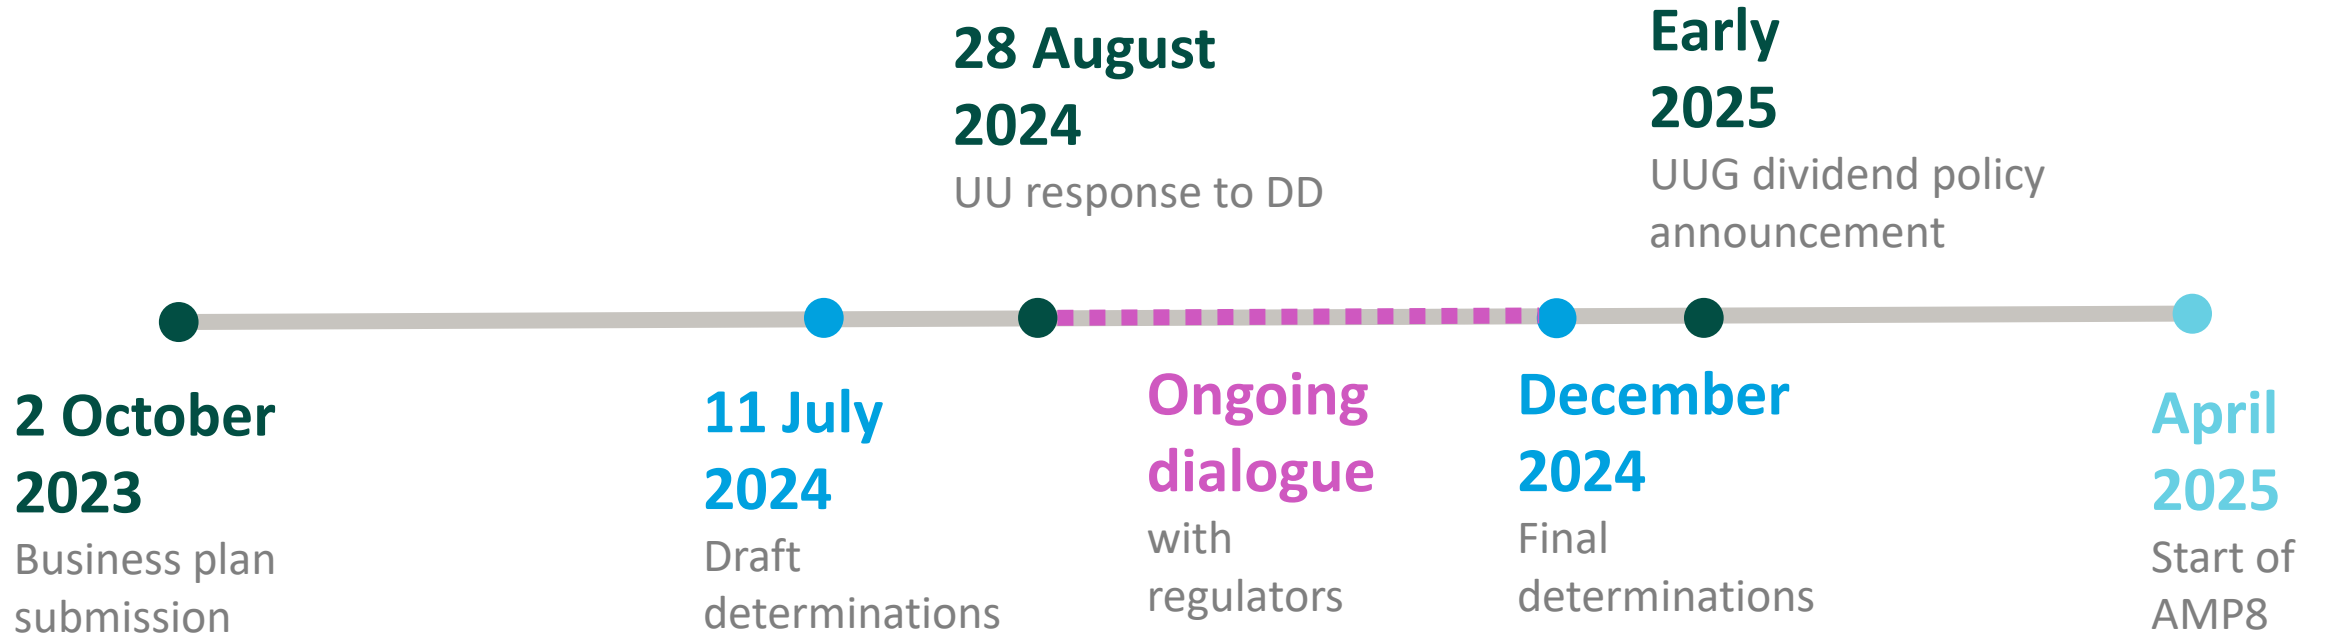 2 October
2023
Business plan
submission
11 July
2024
Draft
determinations
28 August
2024
UU response to DD
Ongoing
dialogue
with
regulators
December
2024
Final
determinations
Early
2025
UUG dividend policy
announcement
April
2025
Start of
AMP8